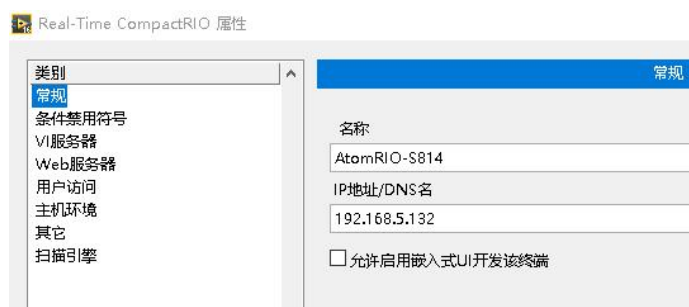 Real-Time CompactRIO 属性
类别
常规
条件禁用符号
VI服务器
Web服务器
用户访问
主机环境
其它
扫描引擎
常规
名称
AtomRIO-S814
IP地址/DNS名
192.168.5.132
允许启用嵌入式UI开发该终端